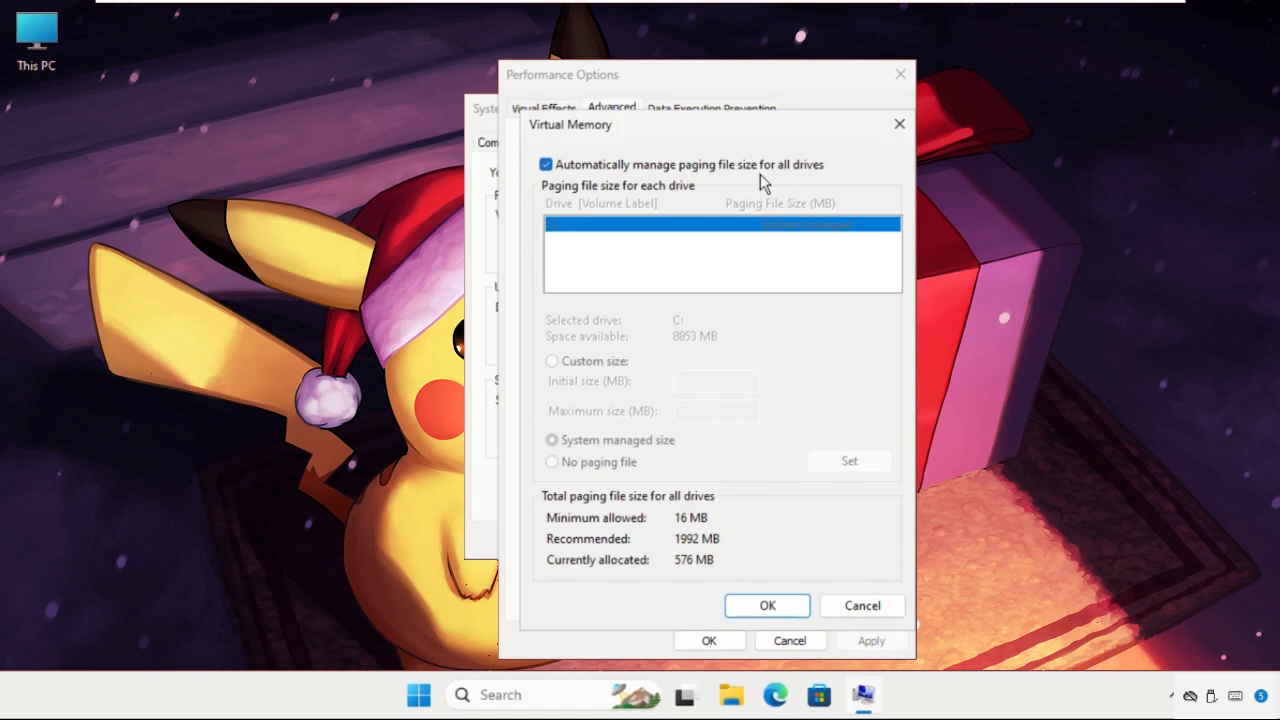 This PC
Performance Options
Syste
Visual Effects
Advanced
Data Execution Prevention
Virtual Memory
Com
Automatically manage paging file size for all drives
Paging file size for each drive
Drive [Volume Label]
Paging File Size (MB)
Selected drive:
C:
Space available:
8853 MB
Custom size:
Initial size (MB):
Maximum size (MB):
System managed size
No paging file
Set
Total paging file size for all drives
Minimum allowed:
16 MB
Recommended:
1992 MB
Currently allocated:
576 MB
OK
Cancel
OK
Cancel
Apply
Search
5